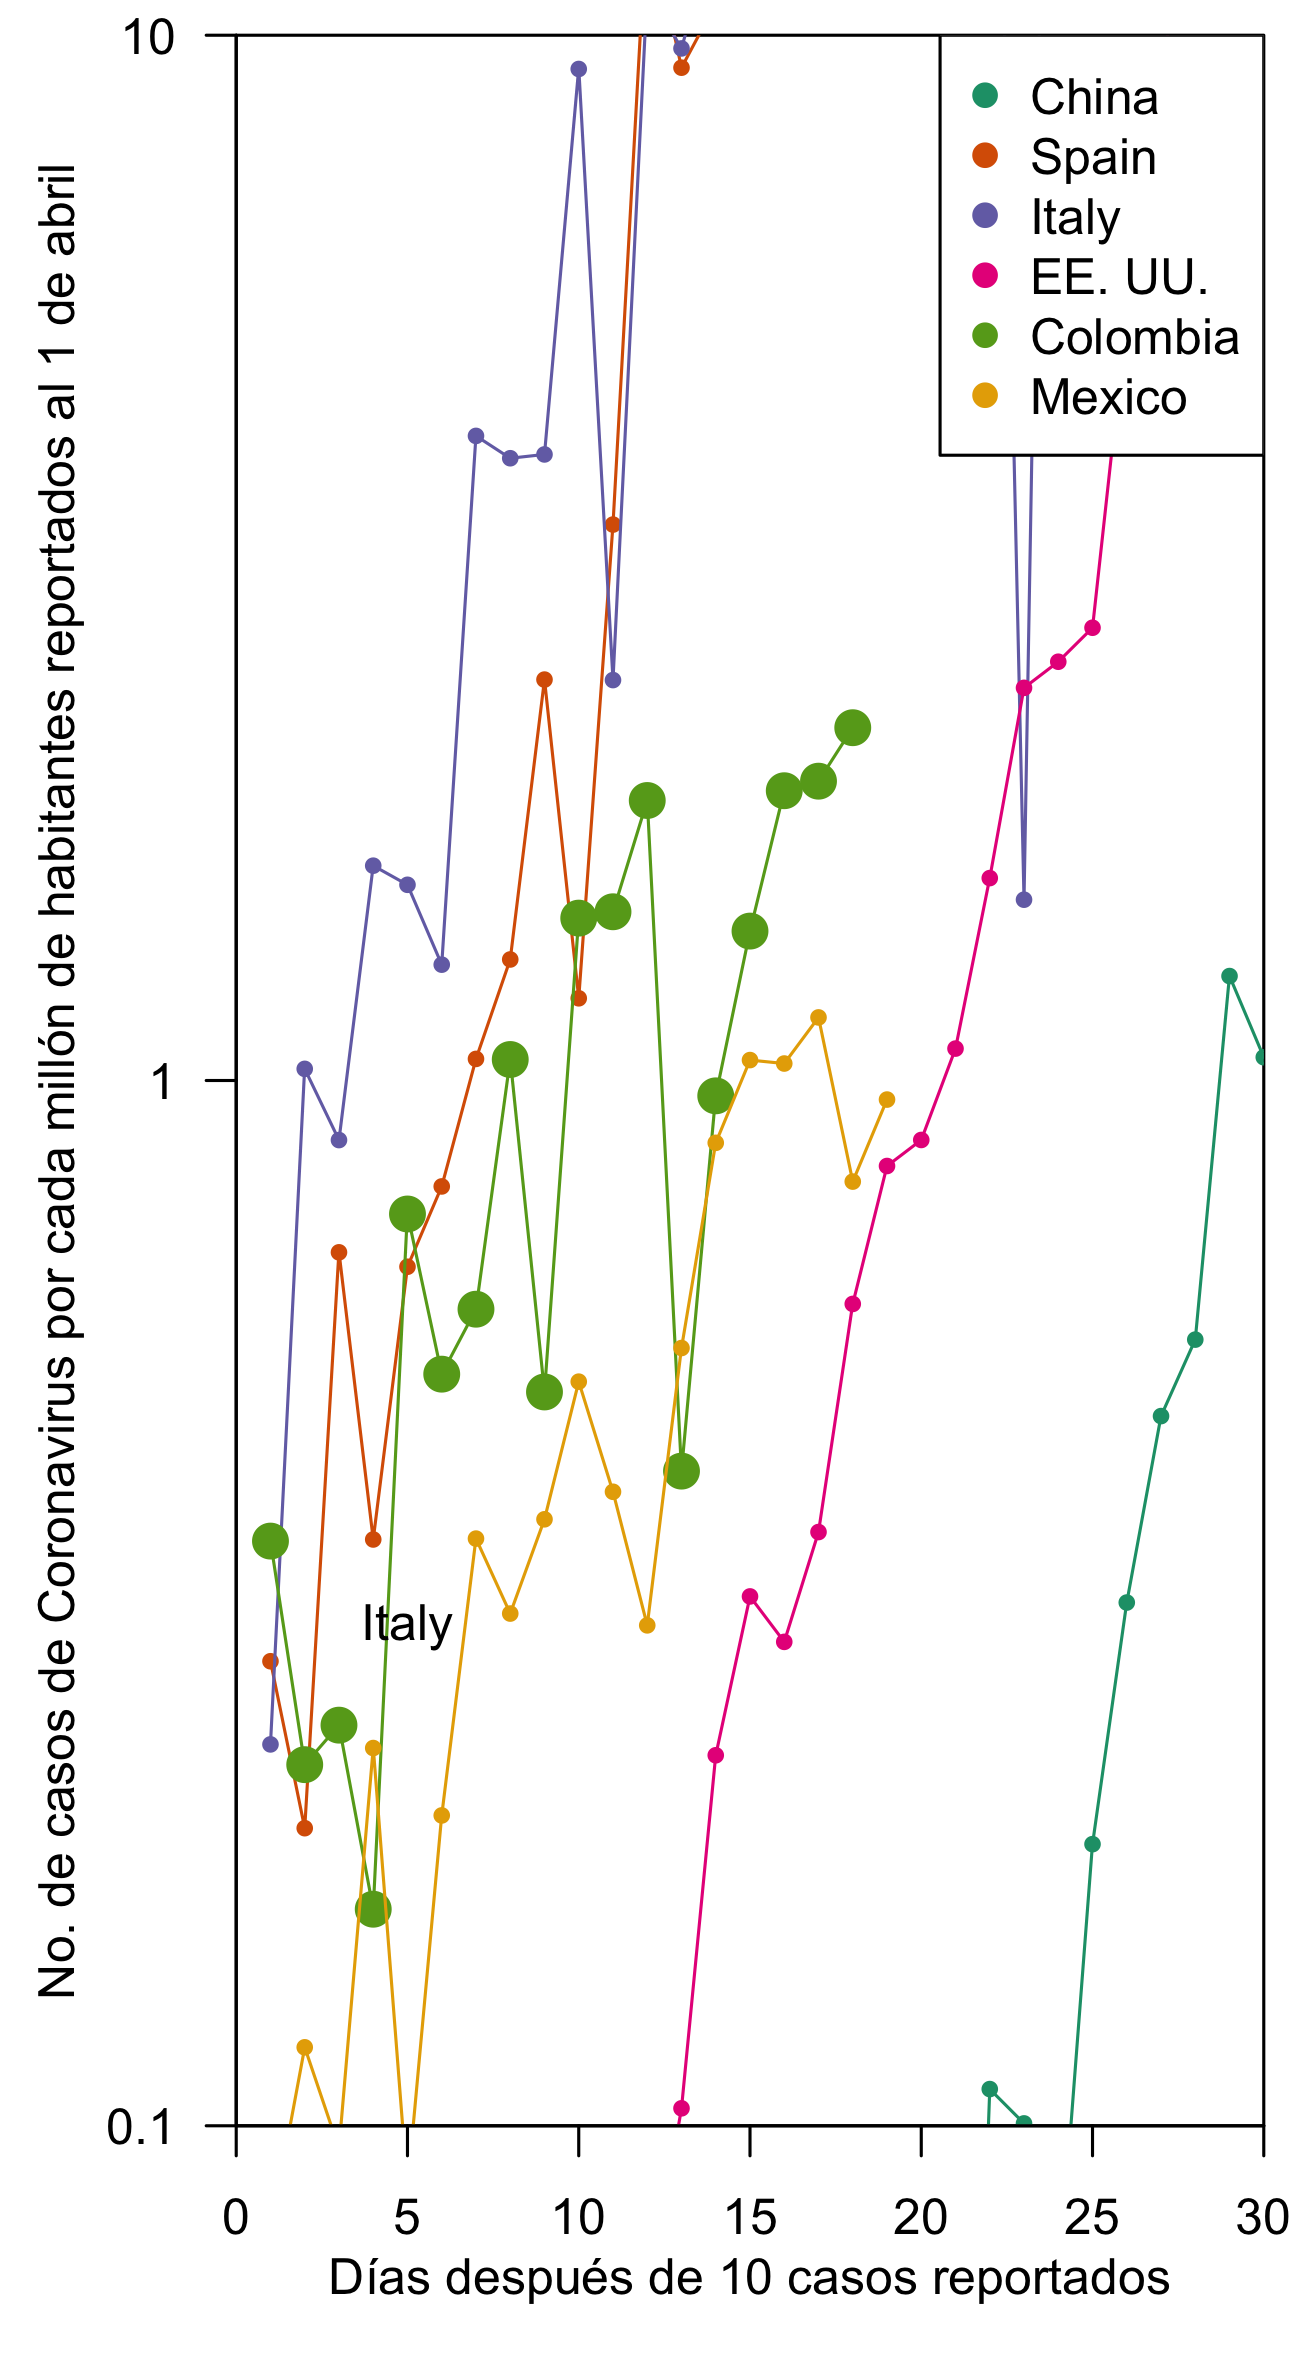 No. de casos de Coronavirus por cada millón de habitantes reportados al 1 de abril
10
1
0.1
China
Spain
Italy
EE. UU.
Colombia
Mexico
Italy
0 5 10 15 20 25 30
Días después de 10 casos reportados